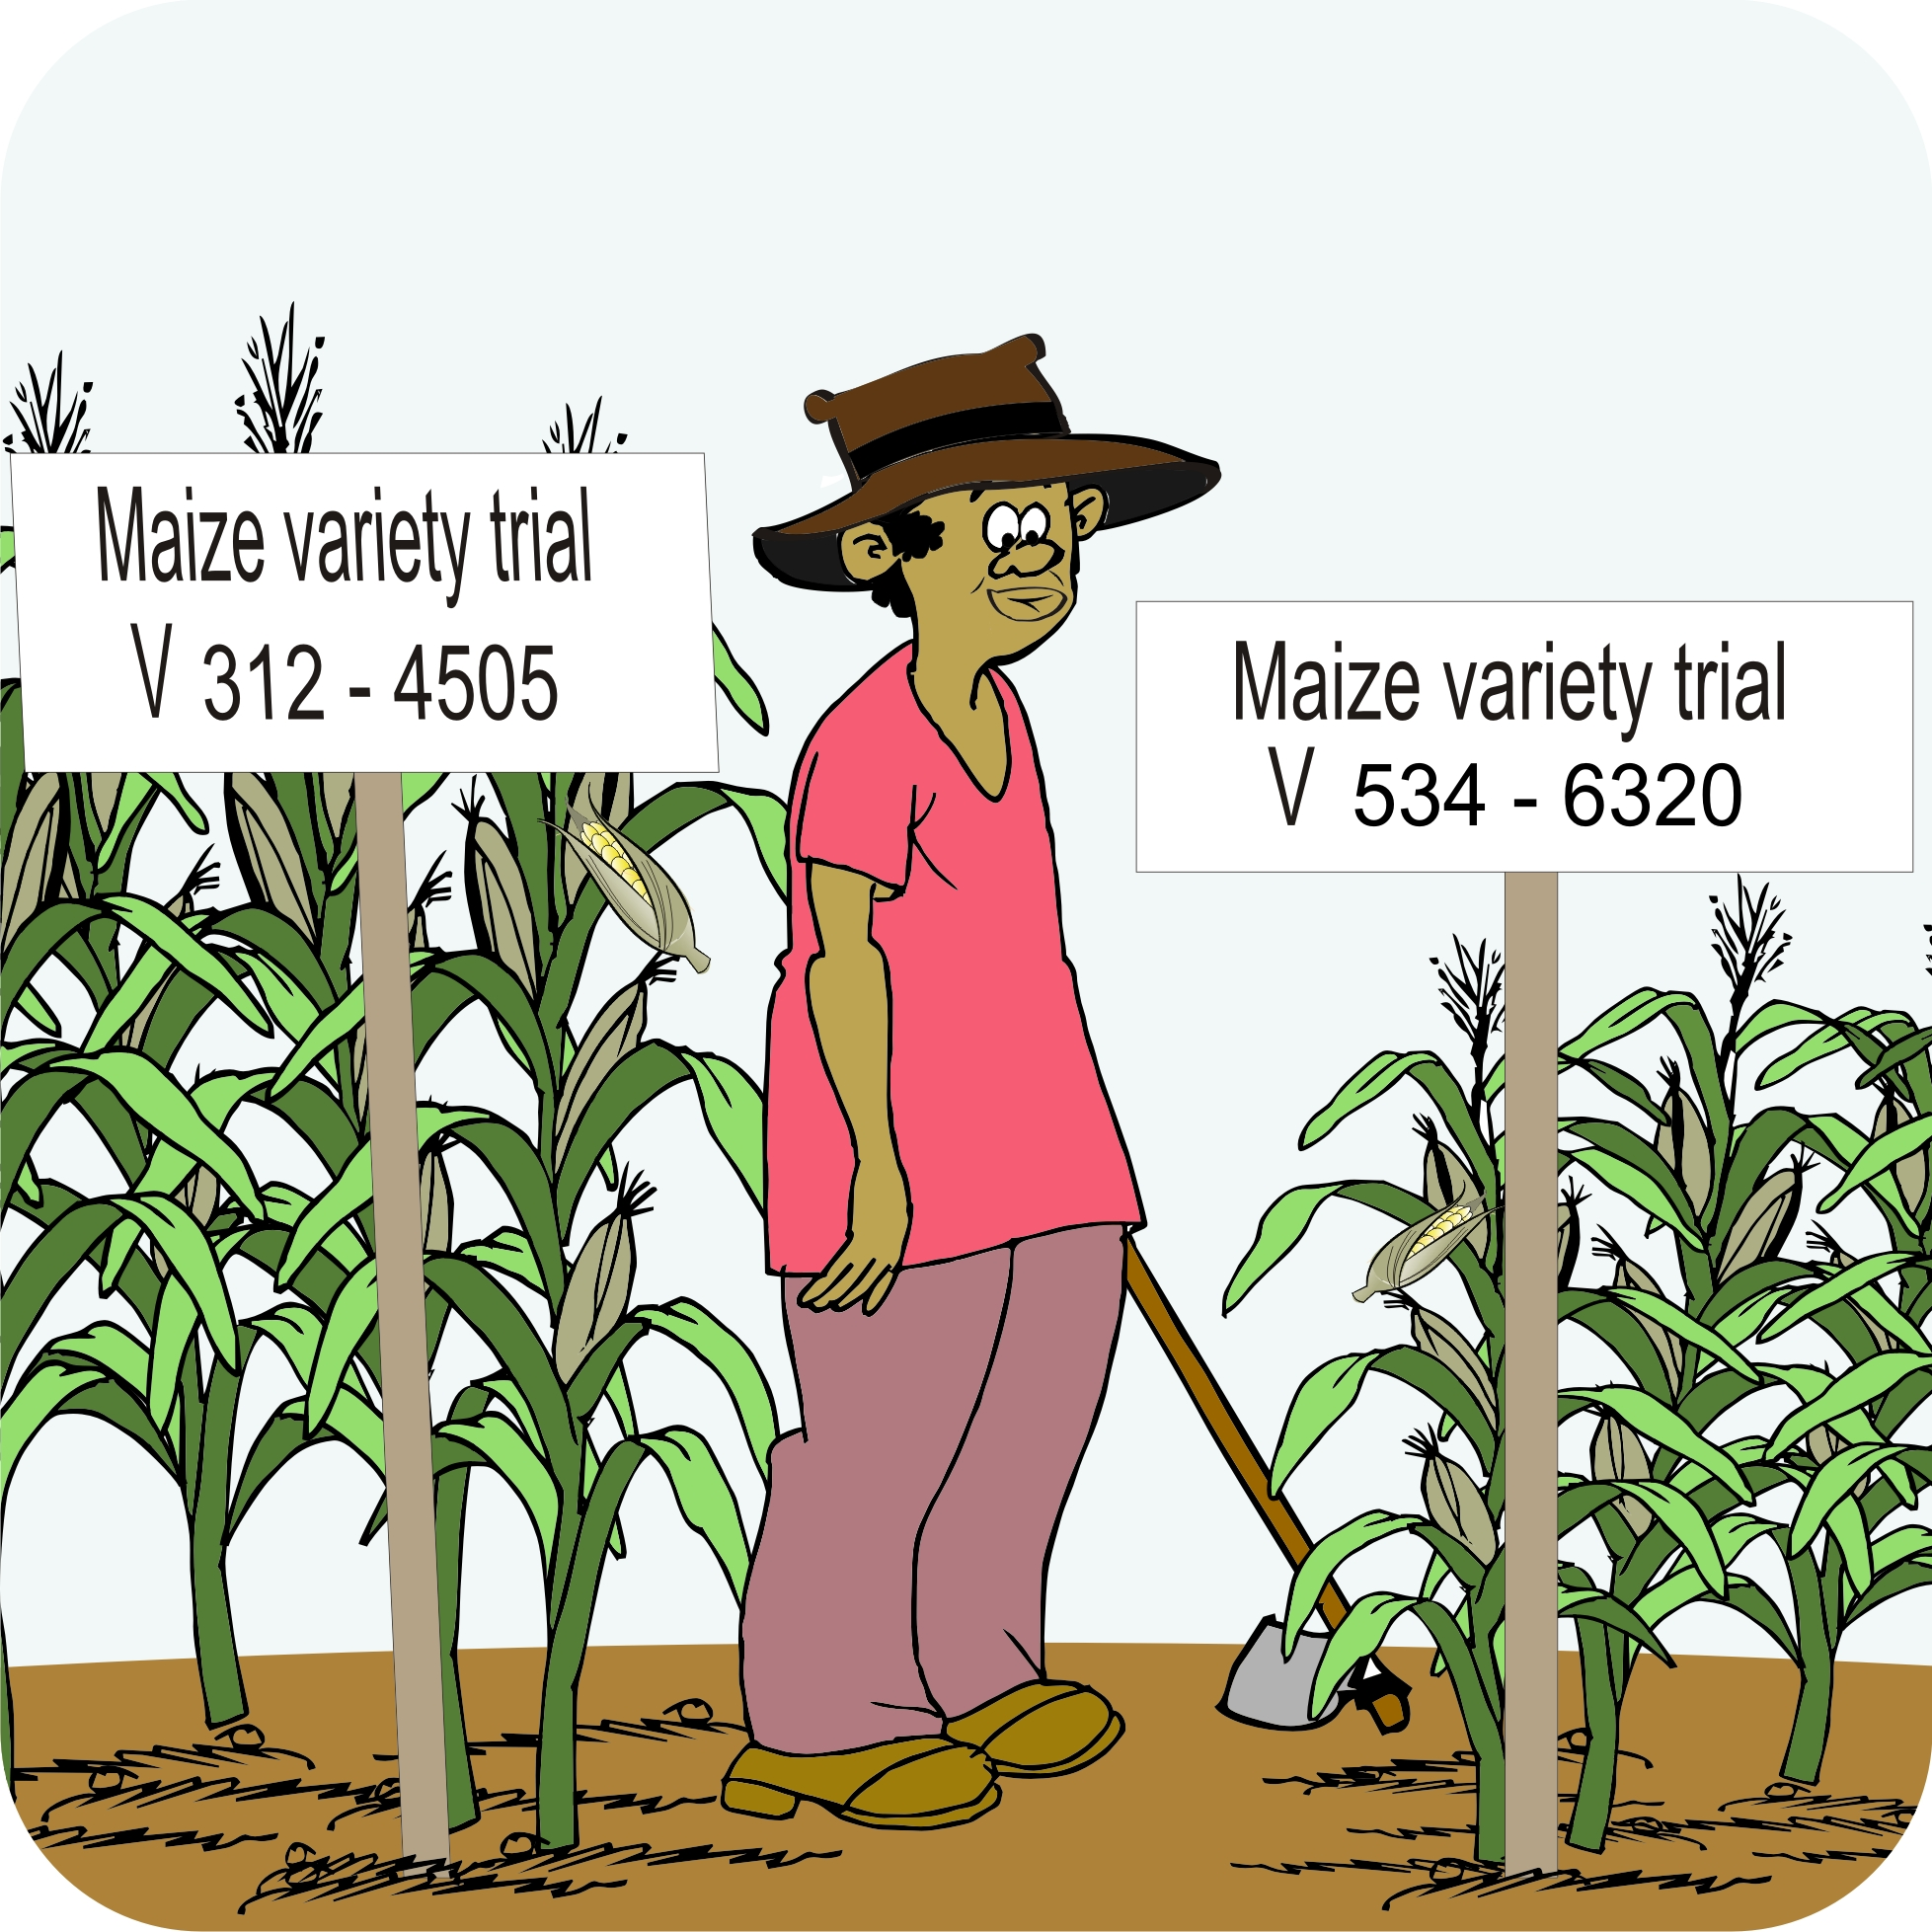 Maize variety trial
V 312 - 4505
Maize variety trial
V 534 - 6320